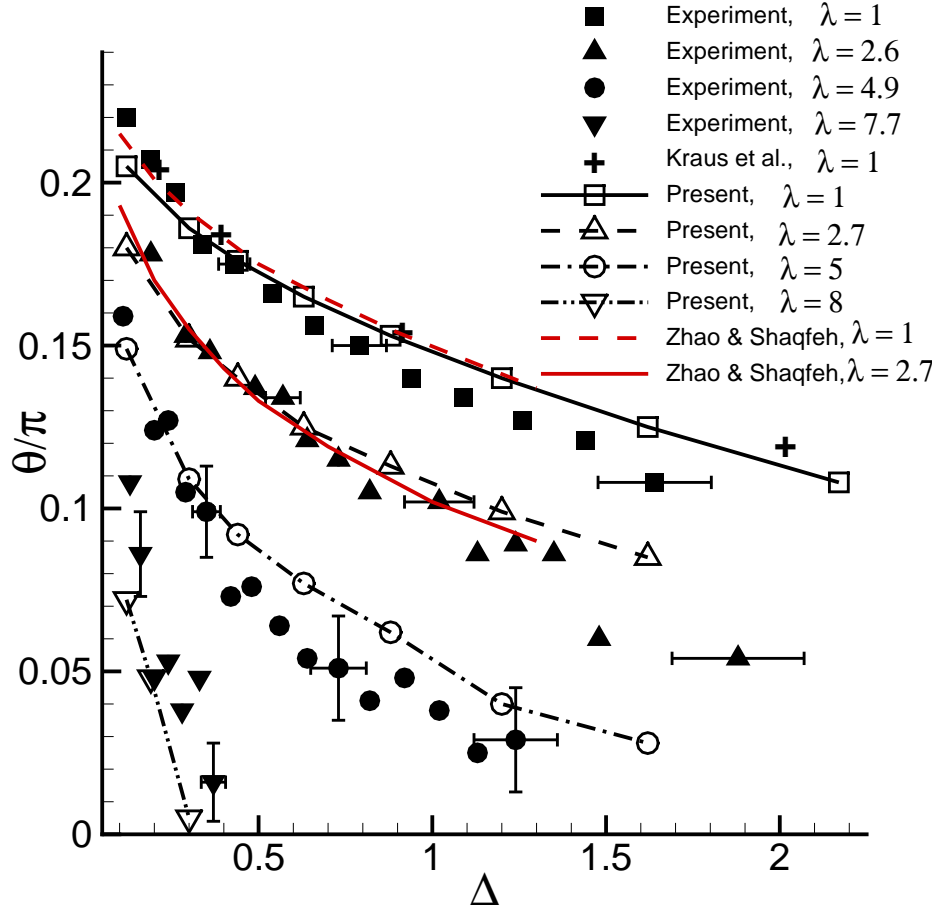 Experiment, λ = 1
Experiment, λ = 2.6
Experiment, λ = 4.9
Experiment, λ = 7.7
Kraus et al., λ = 1
Present, λ = 1
Present, λ = 2.7
Present, λ = 5
Present, λ = 8
Zhao & Shaqfeh, λ = 1
Zhao & Shaqfeh, λ = 2.7
θ/π
0.2
0.15
0.1
0.05
0
0.5
1
1.5
2
Δ